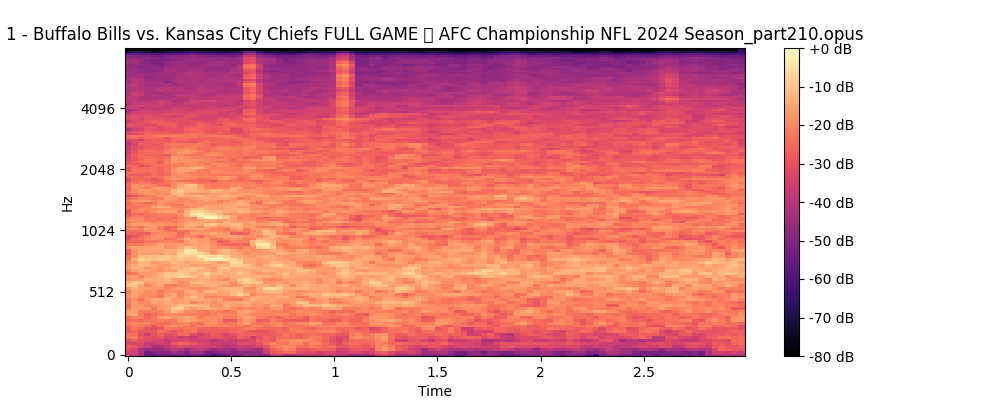 1 - Buffalo Bills vs. Kansas City Chiefs FULL GAME ▯ AFC Championship NFL 2024 Season_part210.opus
+0 dB
-10 dB
-20 dB
-30 dB
-40 dB
-50 dB
-60 dB
-70 dB
-80 dB
4096
2048
1024
512
0
Hz
0
0.5
1
1.5
2
2.5
Time